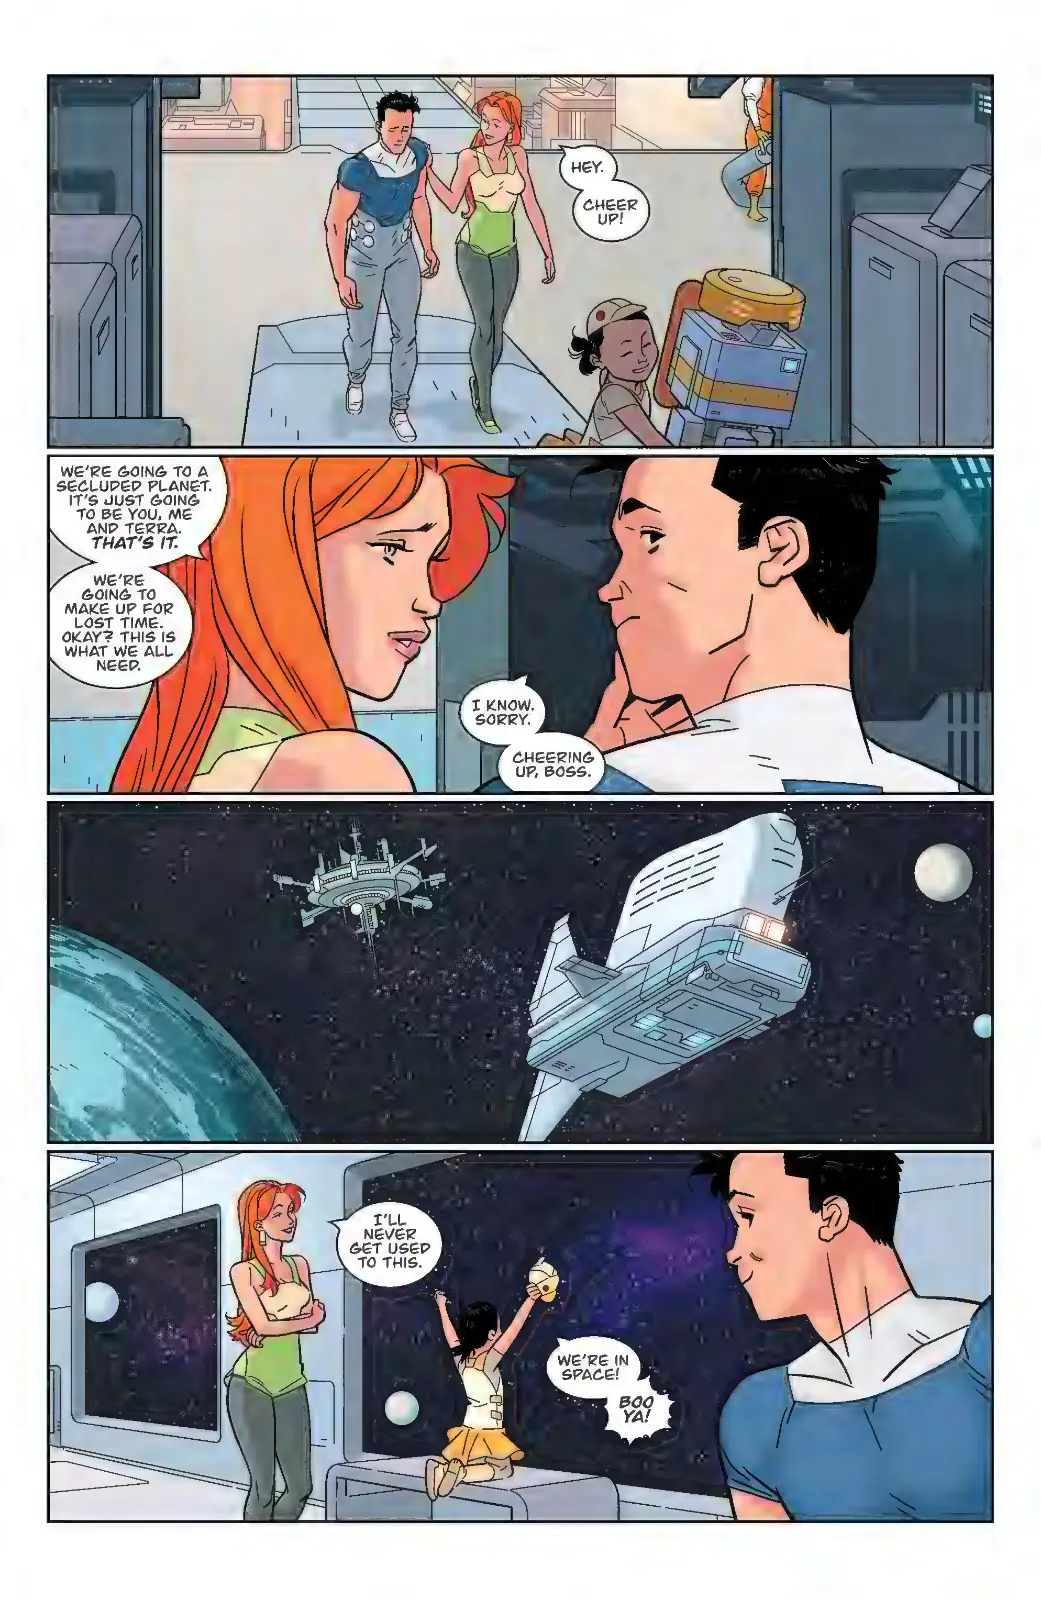 HEY.
CHEER
UP!
WE'RE GOING TO A
SECLUDED PLANET.
IT'S JUST GOING
TO BE YOU, ME
AND TERRA.
THAT'S IT.
WE'RE
GOING TO
MAKE UP FOR
LOST TIME.
OKAY? THIS IS
WHAT WE ALL
NEED.
I KNOW.
SORRY.
CHEERING
UP, BOSS.
I'LL
NEVER
GET USED
TO THIS.
WE'RE IN
SPACE!
BOO
YA!